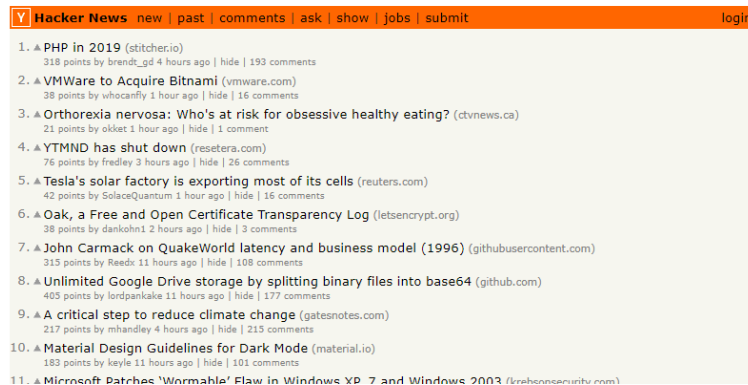 Y Hacker News new | past | comments | ask | show | jobs | submit login
1. PHP in 2019 (stitcher.io)
318 points by brendt_gd 4 hours ago | hide | 193 comments
2. VMWare to Acquire Bitnami (vmware.com)
38 points by whocanfly 1 hour ago | hide | 16 comments
3. Orthorexia nervosa: Who's at risk for obsessive healthy eating? (ctvnews.ca)
21 points by okket 1 hour ago | hide | 1 comment
4. YTMND has shut down (resetera.com)
76 points by fredley 3 hours ago | hide | 26 comments
5. Tesla's solar factory is exporting most of its cells (reuters.com)
42 points by SolaceQuantum 1 hour ago | hide | 16 comments
6. Oak, a Free and Open Certificate Transparency Log (letsencrypt.org)
38 points by dankohn1 2 hours ago | hide | 3 comments
7. John Carmack on QuakeWorld latency and business model (1996) (githubusercontent.com)
315 points by Reedx 11 hours ago | hide | 108 comments
8. Unlimited Google Drive storage by splitting binary files into base64 (github.com)
405 points by lordpankake 11 hours ago | hide | 177 comments
9. A critical step to reduce climate change (gatesnotes.com)
217 points by mhandley 4 hours ago | hide | 215 comments
10. Material Design Guidelines for Dark Mode (material.io)
183 points by keyle 11 hours ago | hide | 101 comments
11. Microsoft Patches ‘Wormable’ Flaw in Windows XP, 7 and Windows 2003 (krebsonsecurity.com)